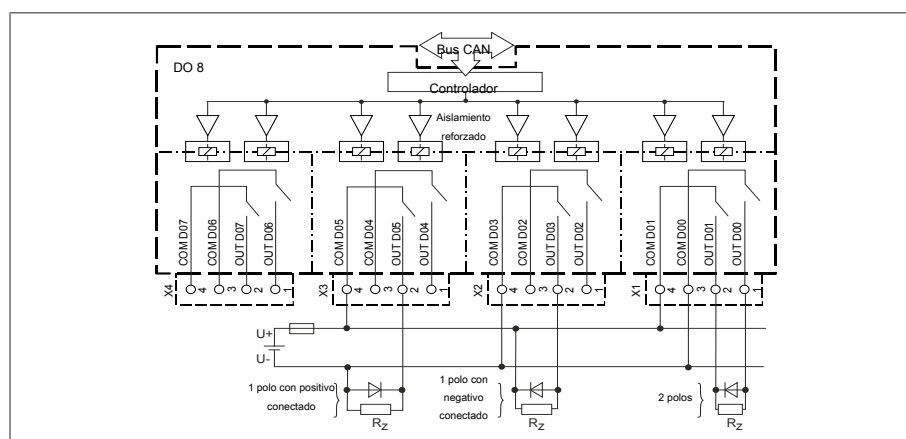 Bus CAN
DO 8
Controlador
Aislamiento
reforzado
COM D07
COM D06
OUT D07
OUT D06
COM D05
COM D04
OUT D05
OUT D04
COM D03
COM D02
OUT D03
OUT D02
COM D01
COM D00
OUT D01
OUT D00
X4
4
3
2
1
X3
4
3
2
1
X2
4
3
2
1
X1
4
3
2
1
U+
U-
1 polo con positivo
conectado
RZ
1 polo con
negativo
conectado
RZ
2 polos
RZ